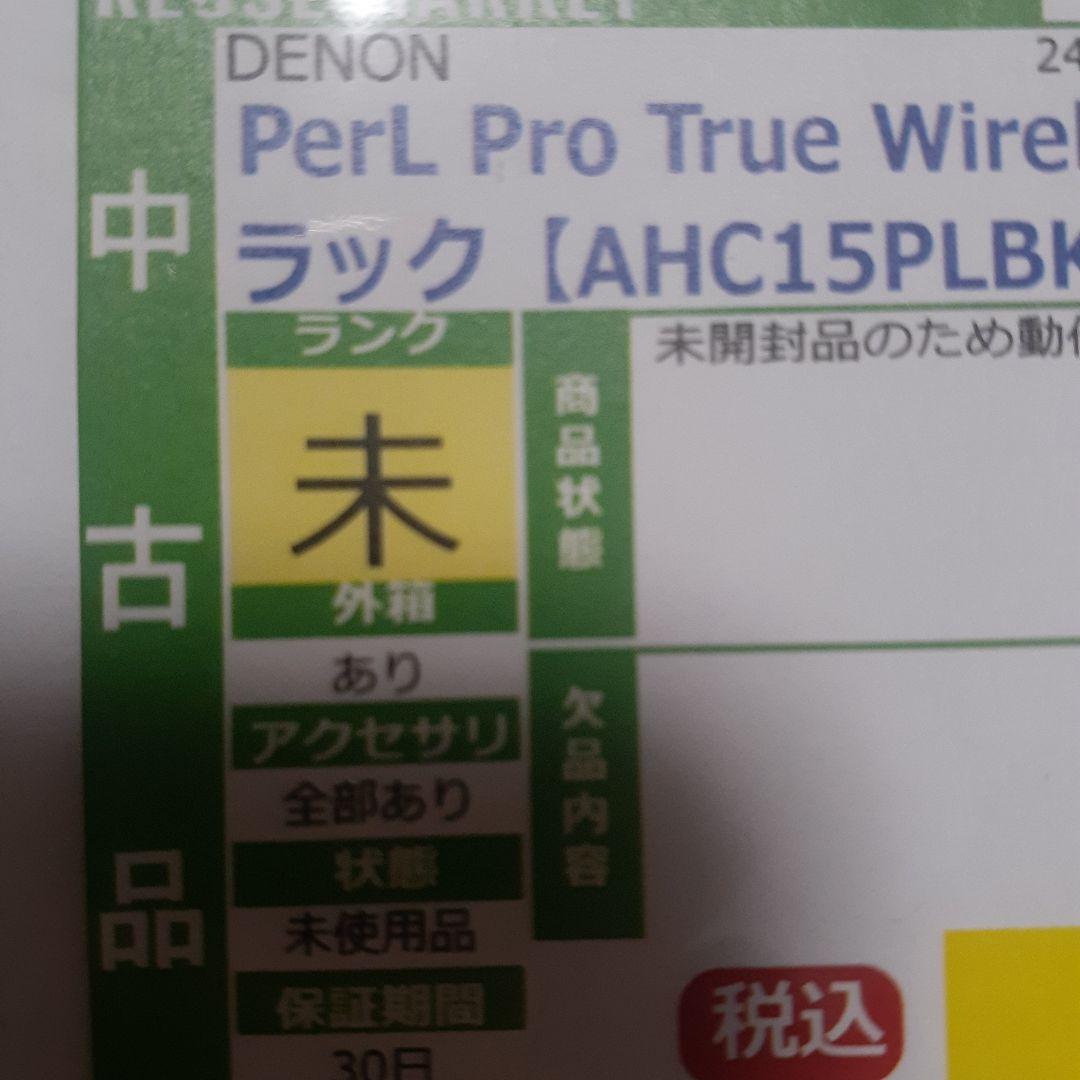 DENON
24
PerL Pro True Wirel
ラック【AHC15PLBK
中古品
ランク
未
外箱
あり
アクセサリ
全部あり
状態
未使用品
保証期間
30日
商品状態
未開封品のため動作
欠品内容
税込